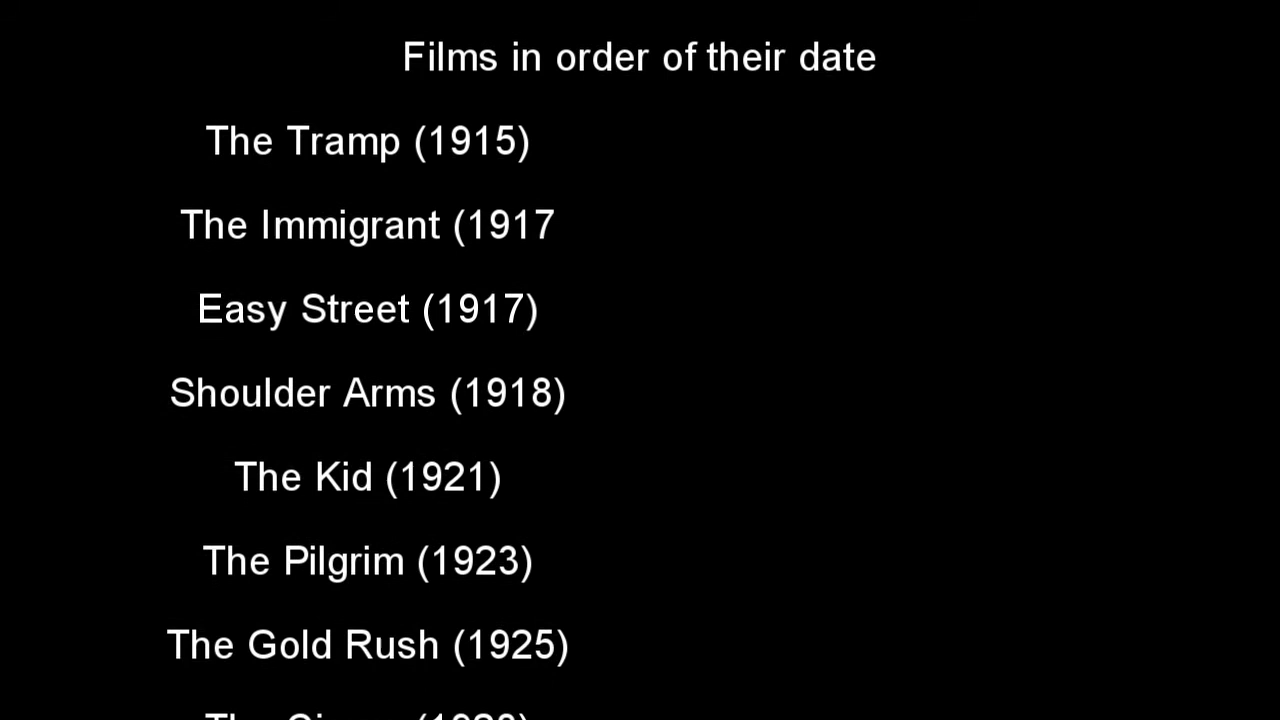 Films in order of their date
The Tramp (1915)
The Immigrant (1917
Easy Street (1917)
Shoulder Arms (1918)
The Kid (1921)
The Pilgrim (1923)
The Gold Rush (1925)